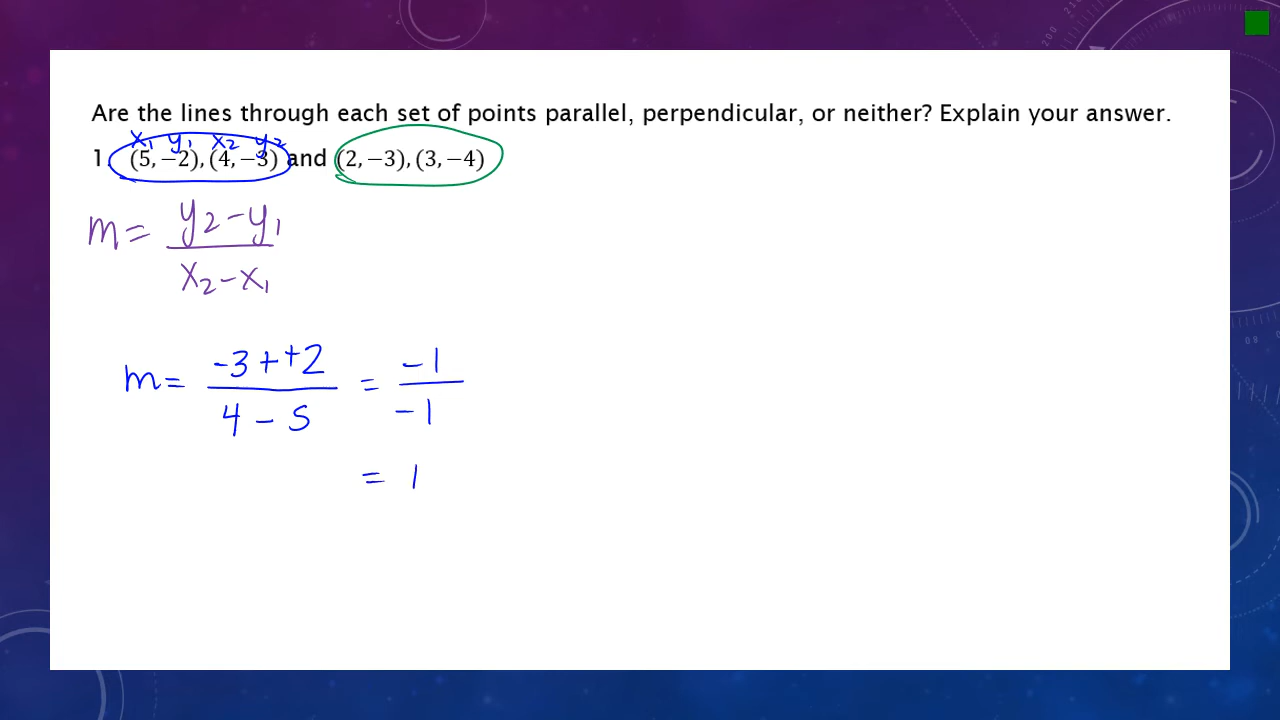 Are the lines through each set of points parallel, perpendicular, or neither? Explain your answer.
x₁ y₁ x₂ y₂
1 (5, −2), (4, −3) and (2, −3), (3, −4)
m = y₂ − y₁
x₂ − x₁
m = -3 + +2 = -1
4 - 5 -1
= 1
200
80